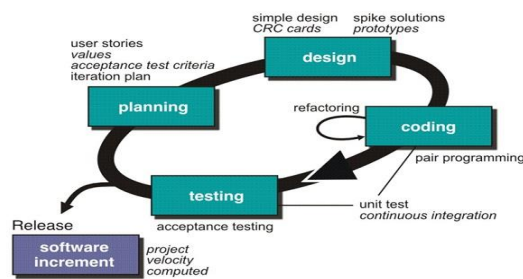 simple design
CRC cards
spike solutions
prototypes
user stories
values
acceptance test criteria
iteration plan
design
planning
refactoring
coding
pair programming
testing
acceptance testing
unit test
continuous integration
Release
software
increment
project
velocity
computed